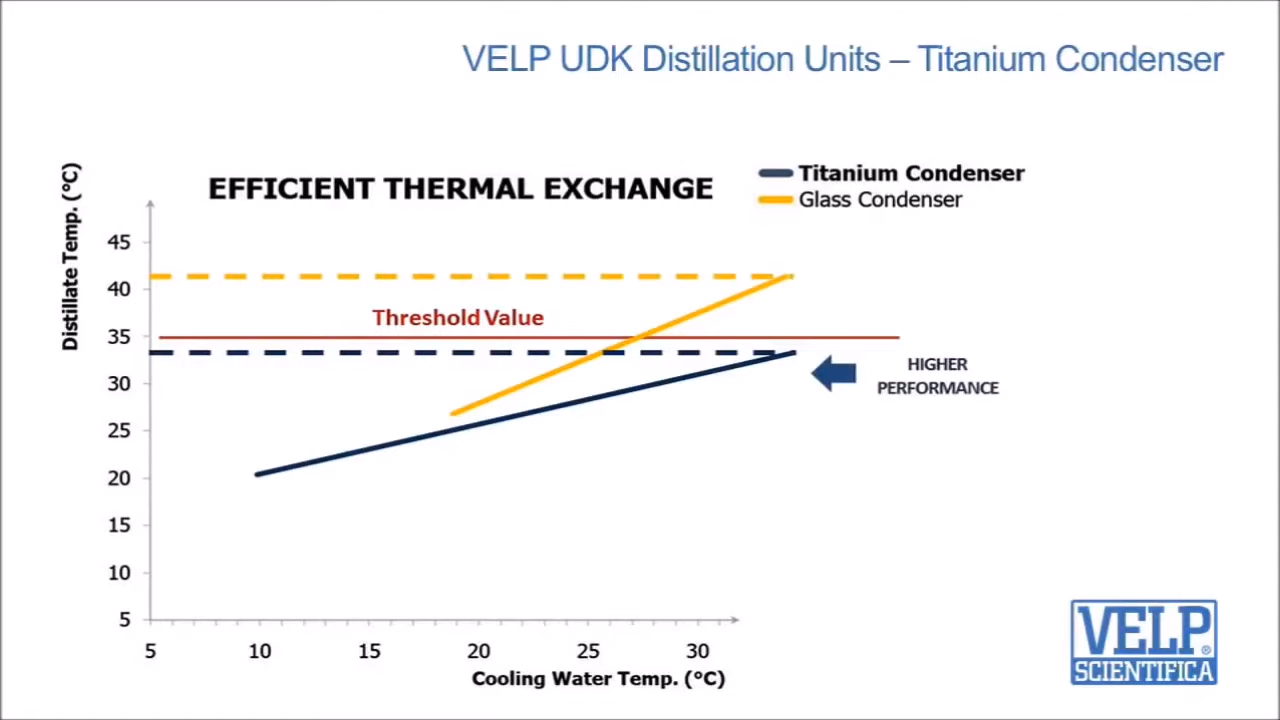 VELP UDK Distillation Units – Titanium Condenser
EFFICIENT THERMAL EXCHANGE
Titanium Condenser
Glass Condenser
Distillate Temp. (°C)
45
40
35
30
25
20
15
10
5
Threshold Value
HIGHER
PERFORMANCE
5 10 15 20 25 30
Cooling Water Temp. (°C)
VELP®
SCIENTIFICA